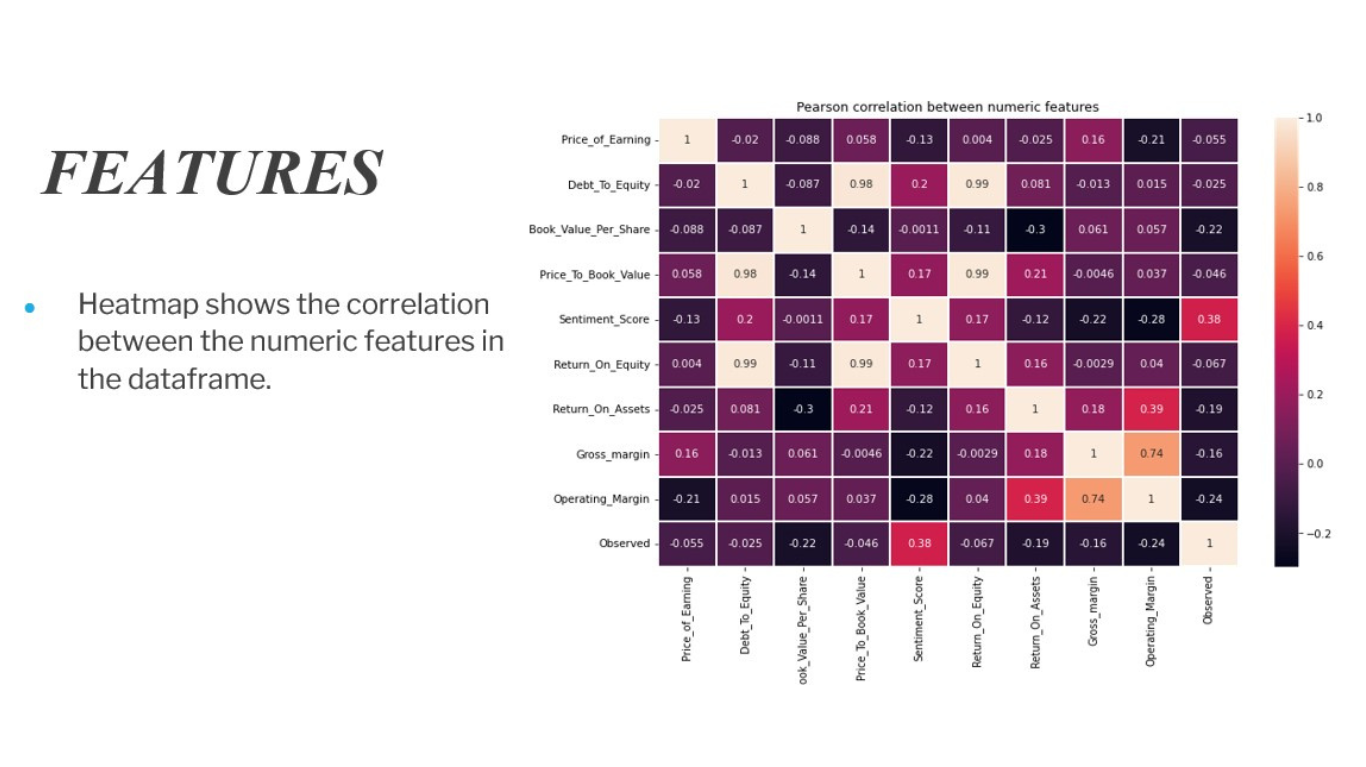 FEATURES
Heatmap shows the correlation
between the numeric features in
the dataframe.
Pearson correlation between numeric features
Price_of_Earning 1 -0.02 -0.088 0.058 -0.13 0.004 -0.025 0.16 -0.21 -0.055
Debt_To_Equity -0.02 1 -0.087 0.98 0.2 0.99 0.081 -0.013 0.015 -0.025
Book_Value_Per_Share -0.088 -0.087 1 -0.14 -0.0011 -0.11 -0.3 0.061 0.057 -0.22
Price_To_Book_Value 0.058 0.98 -0.14 1 0.17 0.99 0.21 -0.0046 0.037 -0.046
Sentiment_Score -0.13 0.2 -0.0011 0.17 1 0.17 -0.12 -0.22 -0.28 0.38
Return_On_Equity 0.004 0.99 -0.11 0.99 0.17 1 0.16 -0.0029 0.04 -0.067
Return_On_Assets -0.025 0.081 -0.3 0.21 -0.12 0.16 1 0.18 0.39 -0.19
Gross_margin 0.16 -0.013 0.061 -0.0046 -0.22 -0.0029 0.18 1 0.74 -0.16
Operating_Margin -0.21 0.015 0.057 0.037 -0.28 0.04 0.39 0.74 1 -0.24
Observed -0.055 -0.025 -0.22 -0.046 0.38 -0.067 -0.19 -0.16 -0.24 1
Price_of_Earning
Debt_To_Equity
ook_Value_Per_Share
Price_To_Book_Value
Sentiment_Score
Return_On_Equity
Return_On_Assets
Gross_margin
Operating_Margin
Observed
1.0
0.8
0.6
0.4
0.2
0.0
−0.2